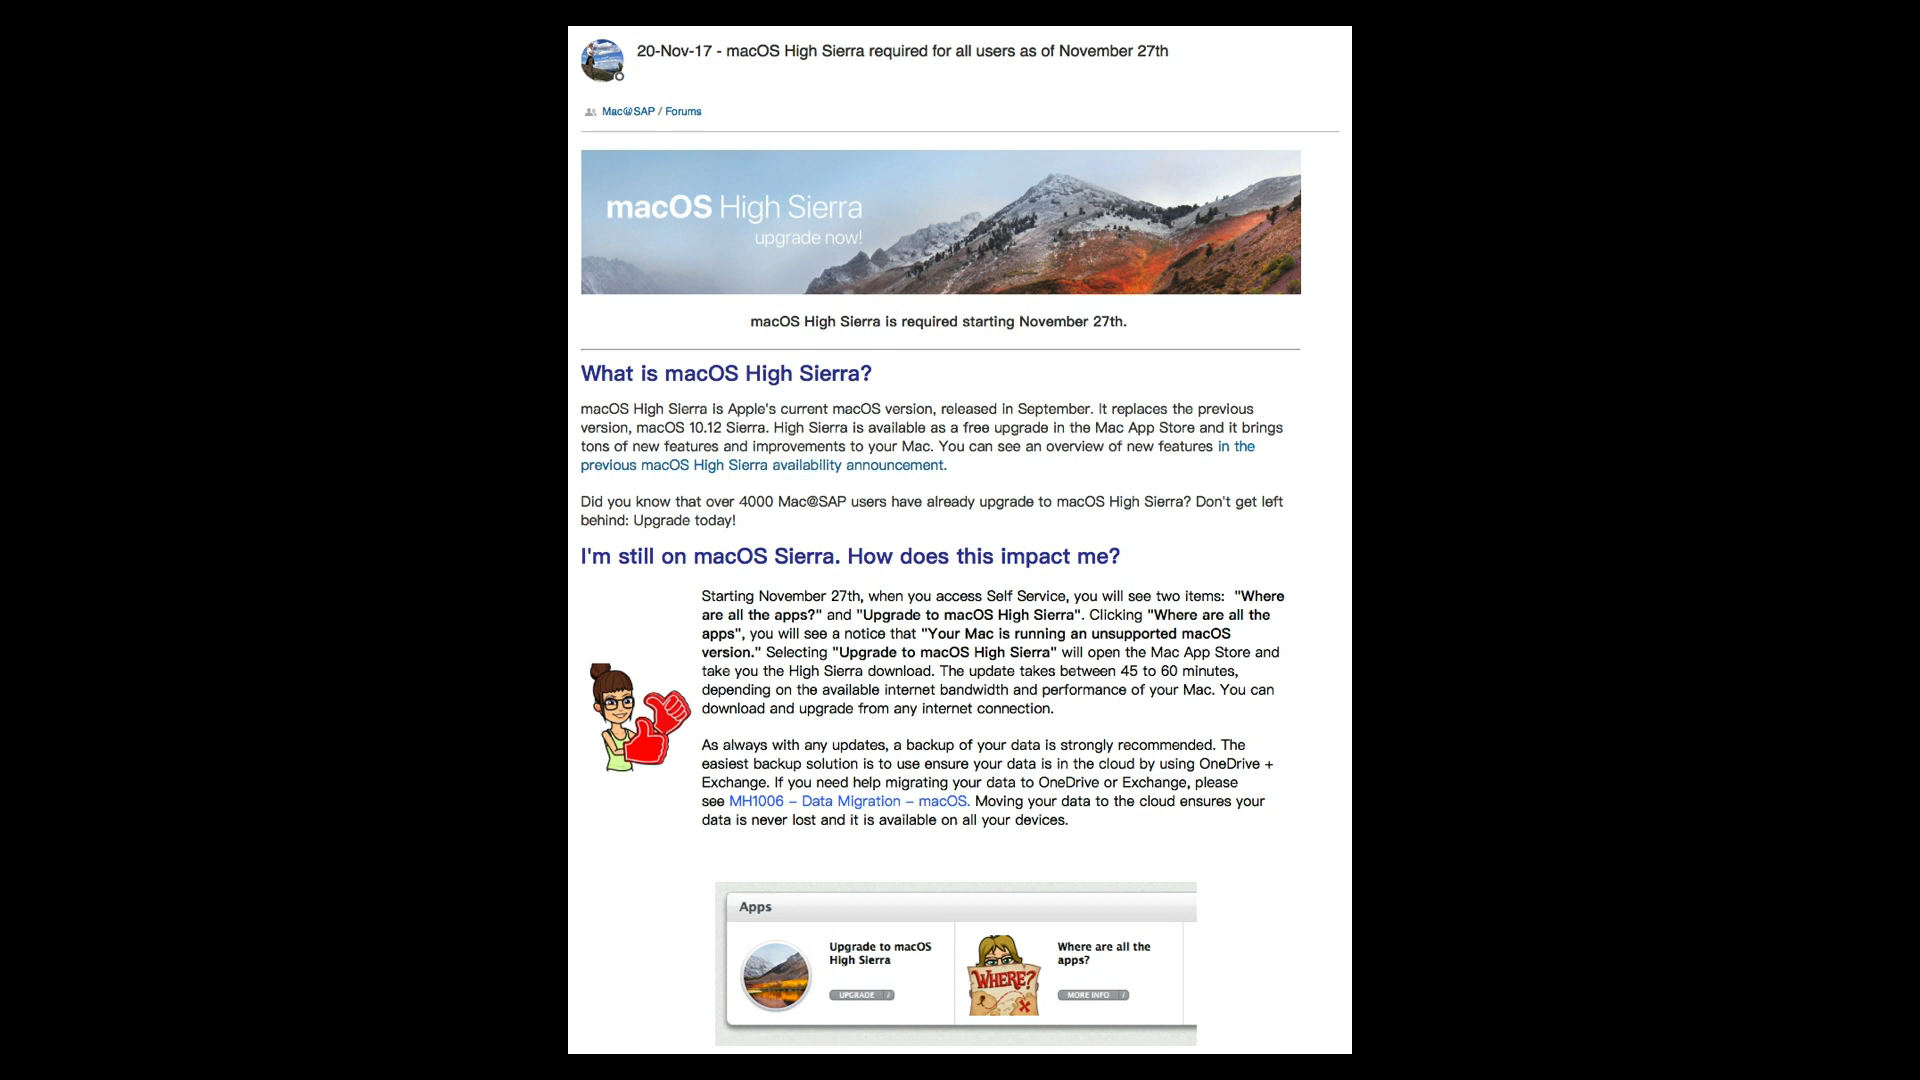 20-Nov-17 - macOS High Sierra required for all users as of November 27th
Mac@SAP / Forums
macOS High Sierra
upgrade now!
macOS High Sierra is required starting November 27th.
What is macOS High Sierra?
macOS High Sierra is Apple's current macOS version, released in September. It replaces the previous
version, macOS 10.12 Sierra. High Sierra is available as a free upgrade in the Mac App Store and it brings
tons of new features and improvements to your Mac. You can see an overview of new features in the
previous macOS High Sierra availability announcement.
Did you know that over 4000 Mac@SAP users have already upgrade to macOS High Sierra? Don't get left
behind: Upgrade today!
I'm still on macOS Sierra. How does this impact me?
Starting November 27th, when you access Self Service, you will see two items: "Where
are all the apps?" and "Upgrade to macOS High Sierra". Clicking "Where are all the
apps", you will see a notice that "Your Mac is running an unsupported macOS
version." Selecting "Upgrade to macOS High Sierra" will open the Mac App Store and
take you the High Sierra download. The update takes between 45 to 60 minutes,
depending on the available internet bandwidth and performance of your Mac. You can
download and upgrade from any internet connection.
As always with any updates, a backup of your data is strongly recommended. The
easiest backup solution is to use ensure your data is in the cloud by using OneDrive +
Exchange. If you need help migrating your data to OneDrive or Exchange, please
see MH1006 – Data Migration – macOS. Moving your data to the cloud ensures your
data is never lost and it is available on all your devices.
Apps
Upgrade to macOS
High Sierra
UPGRADE i
WHERE?
Where are all the
apps?
MORE INFO i